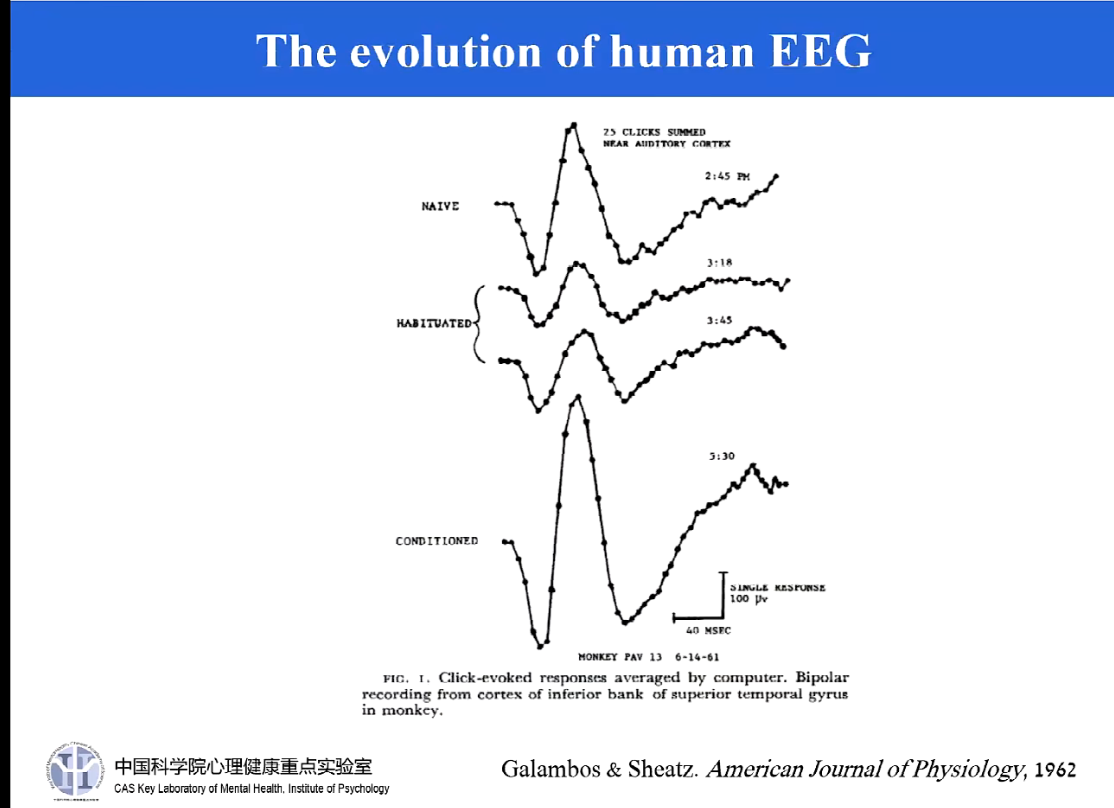 The evolution of human EEG
25 CLICKS SUMMED
NEAR AUDITORY CORTEX
2:45 PM
NAIVE
3:18
HABITUATED
3:45
5:30
CONDITIONED
SINGLE RESPONSE
100 μv
40 MSEC
MONKEY PAV 13 6-14-61
FIG. 1. Click-evoked responses averaged by computer. Bipolar
recording from cortex of inferior bank of superior temporal gyrus
in monkey.
中国科学院心理健康重点实验室
CAS Key Laboratory of Mental Health, Institute of Psychology
Galambos & Sheatz. American Journal of Physiology, 1962